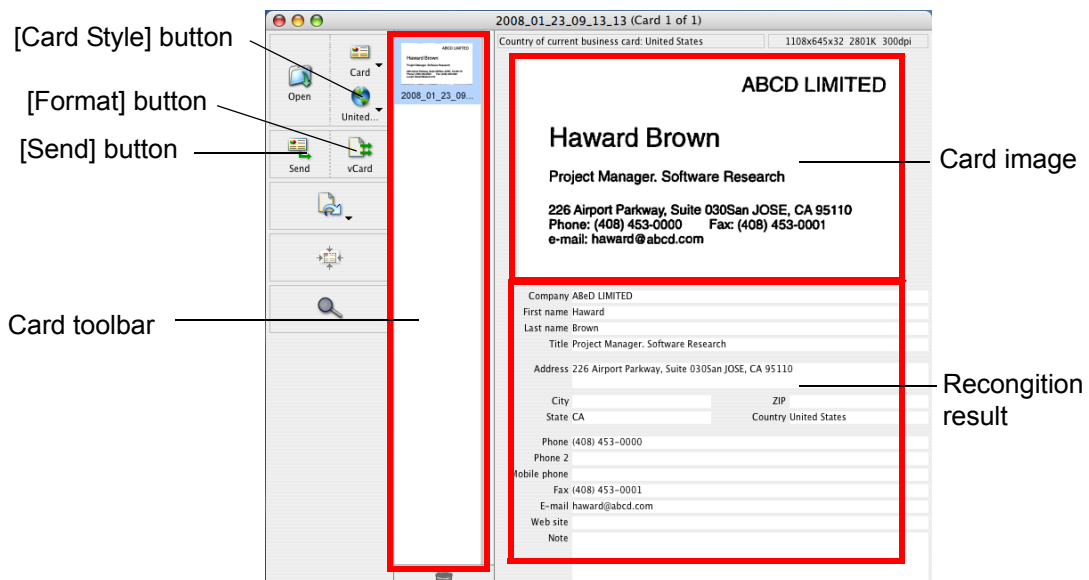 2008_01_23_09_13_13 (Card 1 of 1)
[Card Style] button
[Format] button
[Send] button
Card toolbar
Open
Card
United...
Send
vCard
ABCD LIMITED
Haward Brown
2008_01_23_09...
Country of current business card: United States
1108x645x32 2801K 300dpi
ABCD LIMITED
Haward Brown
Project Manager. Software Research
226 Airport Parkway, Suite 030San JOSE, CA 95110
Phone: (408) 453-0000 Fax: (408) 453-0001
e-mail: haward@abcd.com
Card image
Company ABeD LIMITED
First name Haward
Last name Brown
Title Project Manager. Software Research
Address 226 Airport Parkway, Suite 030San JOSE, CA 95110
City ZIP
State CA Country United States
Phone (408) 453-0000
Phone 2
Mobile phone
Fax (408) 453-0001
E-mail haward@abcd.com
Web site
Note
Recongition
result